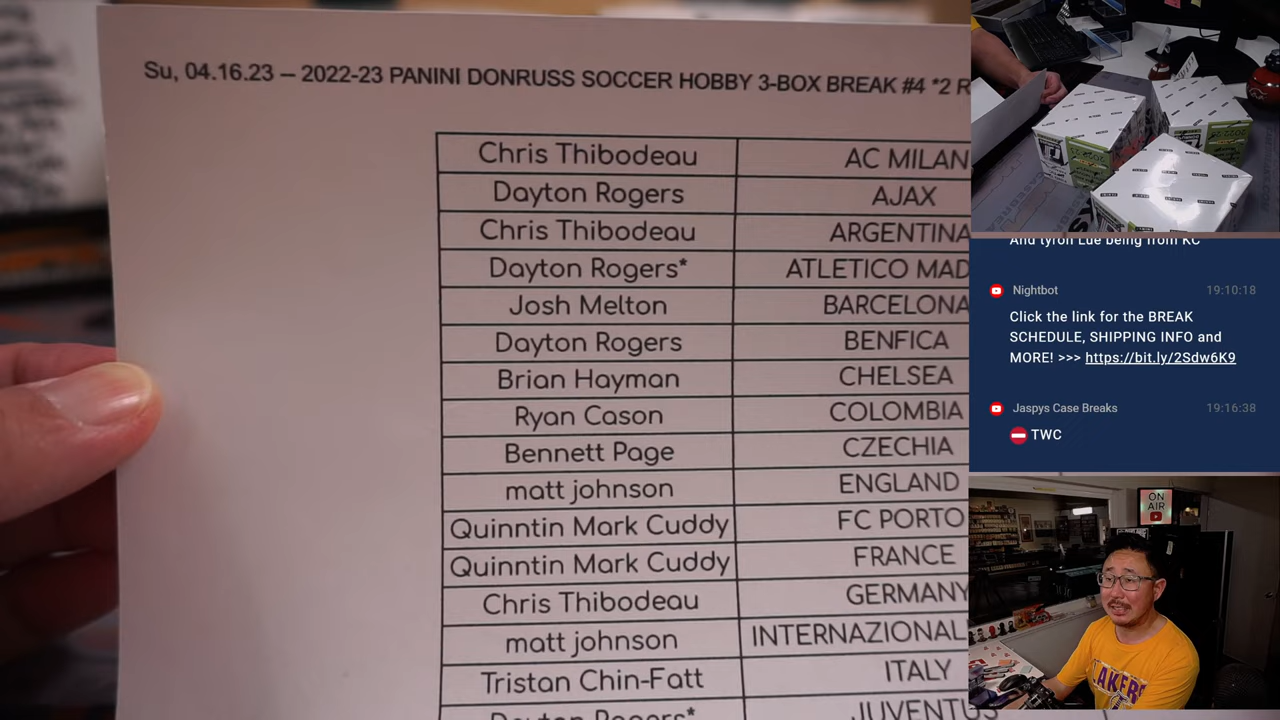 Su, 04.16.23 – 2022-23 PANINI DONRUSS SOCCER HOBBY 3-BOX BREAK #4 *2 R
Chris Thibodeau AC MILAN
Dayton Rogers AJAX
Chris Thibodeau ARGENTINA
Dayton Rogers* ATLETICO MAD
Josh Melton BARCELONA
Dayton Rogers BENFICA
Brian Hayman CHELSEA
Ryan Cason COLOMBIA
Bennett Page CZECHIA
matt johnson ENGLAND
Quinntin Mark Cuddy FC PORTO
Quinntin Mark Cuddy FRANCE
Chris Thibodeau GERMANY
matt johnson INTERNAZIONAL
Tristan Chin-Fatt ITALY
Dayton Rogers* JUVENTUS
And tyron Lue being from KC
Nightbot 19:10:18
Click the link for the BREAK
SCHEDULE, SHIPPING INFO and
MORE! >>> https://bit.ly/2Sdw6K9
Jaspys Case Breaks 19:16:38
TWC
ON
AIR
LAKERS